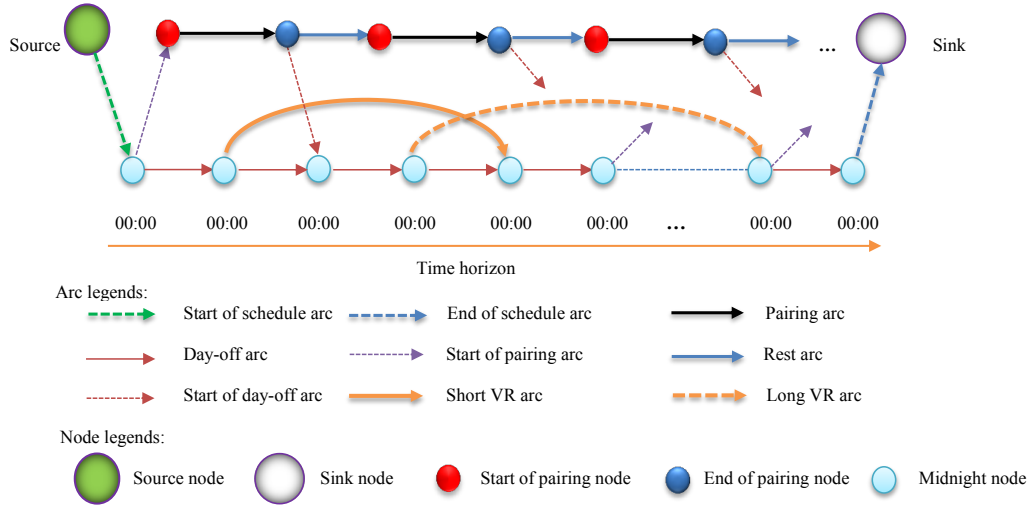 Source
...
Sink
00:00 00:00 00:00 00:00 00:00 00:00 ... 00:00 00:00
Time horizon
Arc legends:
Start of schedule arc End of schedule arc Pairing arc
Day-off arc Start of pairing arc Rest arc
Start of day-off arc Short VR arc Long VR arc
Node legends:
Source node Sink node Start of pairing node End of pairing node Midnight node